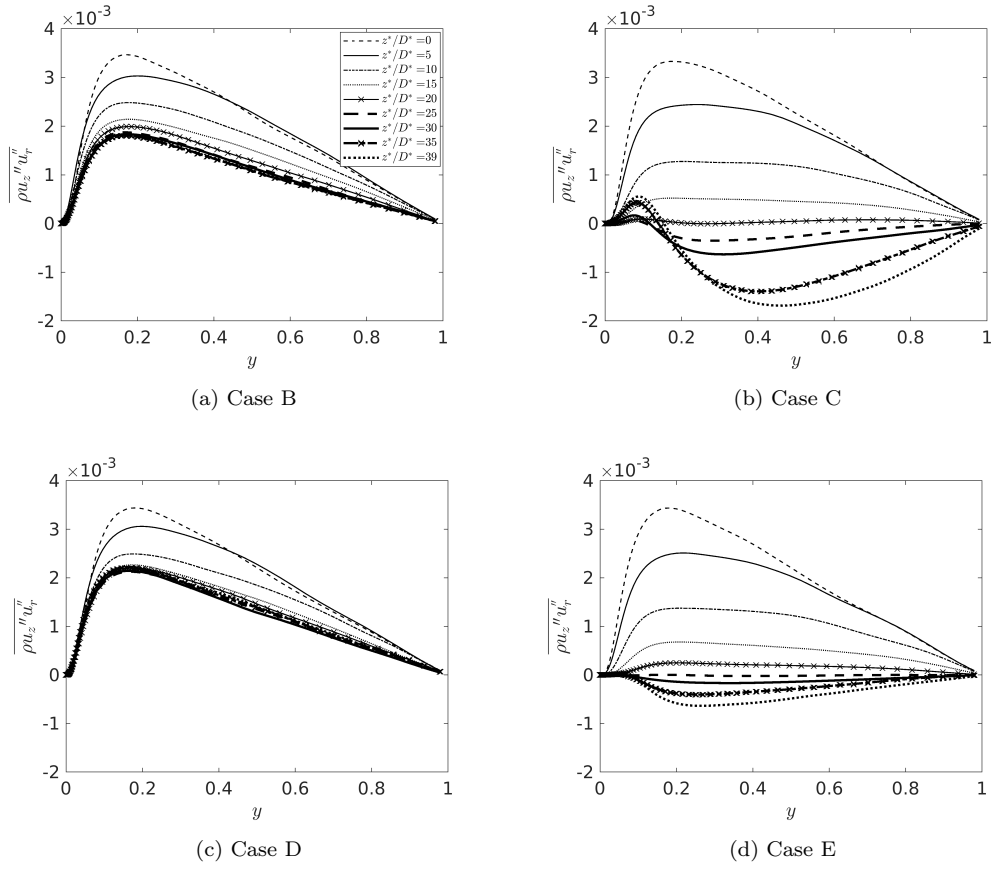 ×10⁻³
4
3
2
1
0
-1
-2
0 0.2 0.4 0.6 0.8 1
y
ρu_z″u_r″
z*/D* =0
z*/D* =5
z*/D* =10
z*/D* =15
z*/D* =20
z*/D* =25
z*/D* =30
z*/D* =35
z*/D* =39
(a) Case B
×10⁻³
4
3
2
1
0
-1
-2
0 0.2 0.4 0.6 0.8 1
y
ρu_z″u_r″
(b) Case C
×10⁻³
4
3
2
1
0
-1
-2
0 0.2 0.4 0.6 0.8 1
y
ρu_z″u_r″
(c) Case D
×10⁻³
4
3
2
1
0
-1
-2
0 0.2 0.4 0.6 0.8 1
y
ρu_z″u_r″
(d) Case E